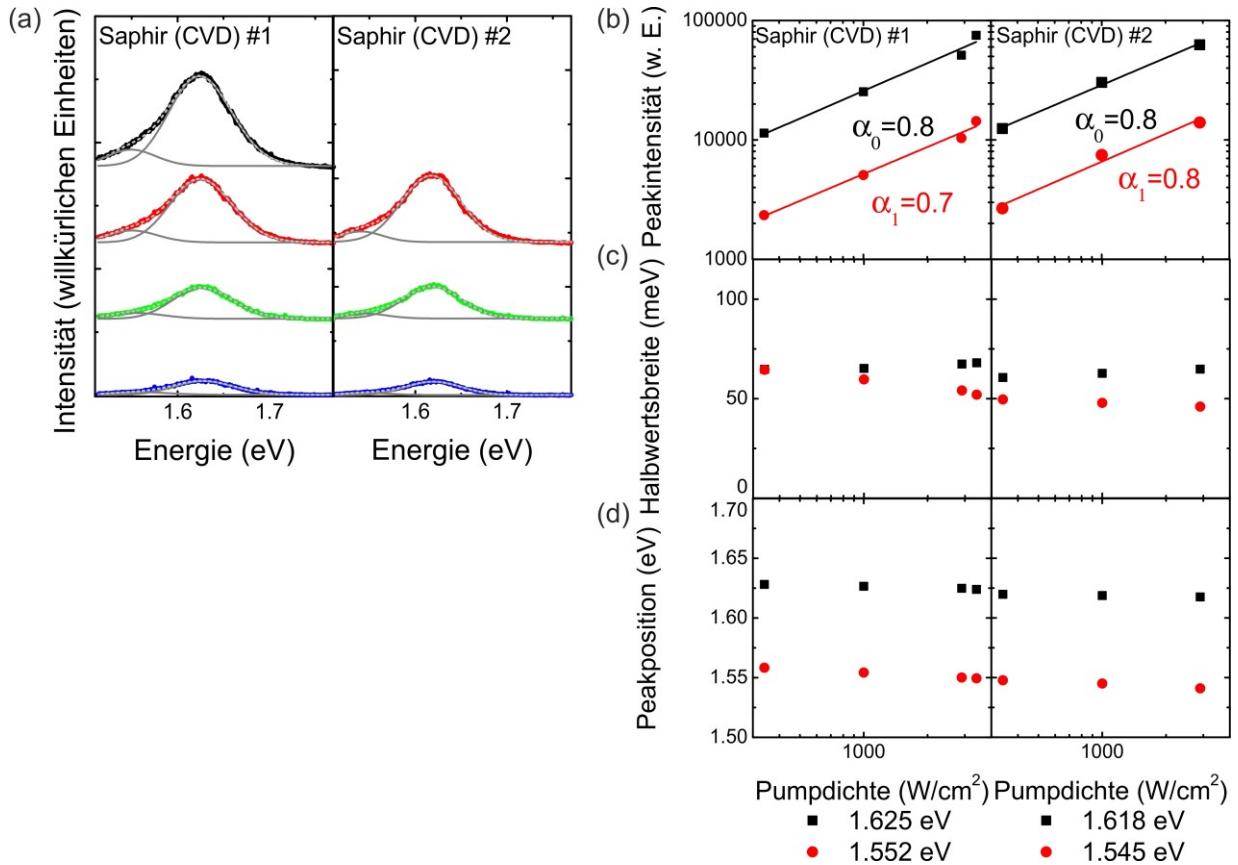 (a)
Saphir (CVD) #1
Saphir (CVD) #2
Intensität (willkürlichen Einheiten)
1.6
1.7
1.6
1.7
Energie (eV)
Energie (eV)
(b)
Peakintensität (w. E.)
100000
10000
1000
Saphir (CVD) #1
Saphir (CVD) #2
α₀=0.8
α₁=0.7
α₀=0.8
α₁=0.8
(c)
Halbwertsbreite (meV)
100
50
0
(d)
Peakposition (eV)
1.70
1.65
1.60
1.55
1.50
1000
1000
Pumpdichte (W/cm²)
Pumpdichte (W/cm²)
1.625 eV
1.618 eV
1.552 eV
1.545 eV